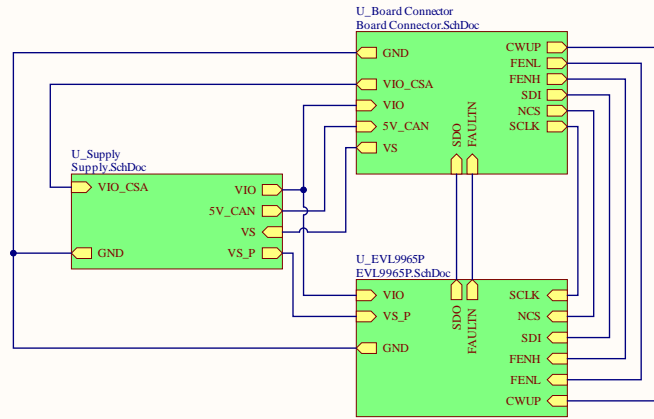 U_Board Connector
Board Connector.SchDoc
GND
VIO_CSA
VIO
5V_CAN
VS
CWUP
FENL
FENH
SDI
NCS
SCLK
SDO
FAULTN
U_Supply
Supply.SchDoc
VIO_CSA
GND
VIO
5V_CAN
VS
VS_P
U_EVL9965P
EVL9965P.SchDoc
VIO
VS_P
GND
SDO
FAULTN
SCLK
NCS
SDI
FENH
FENL
CWUP